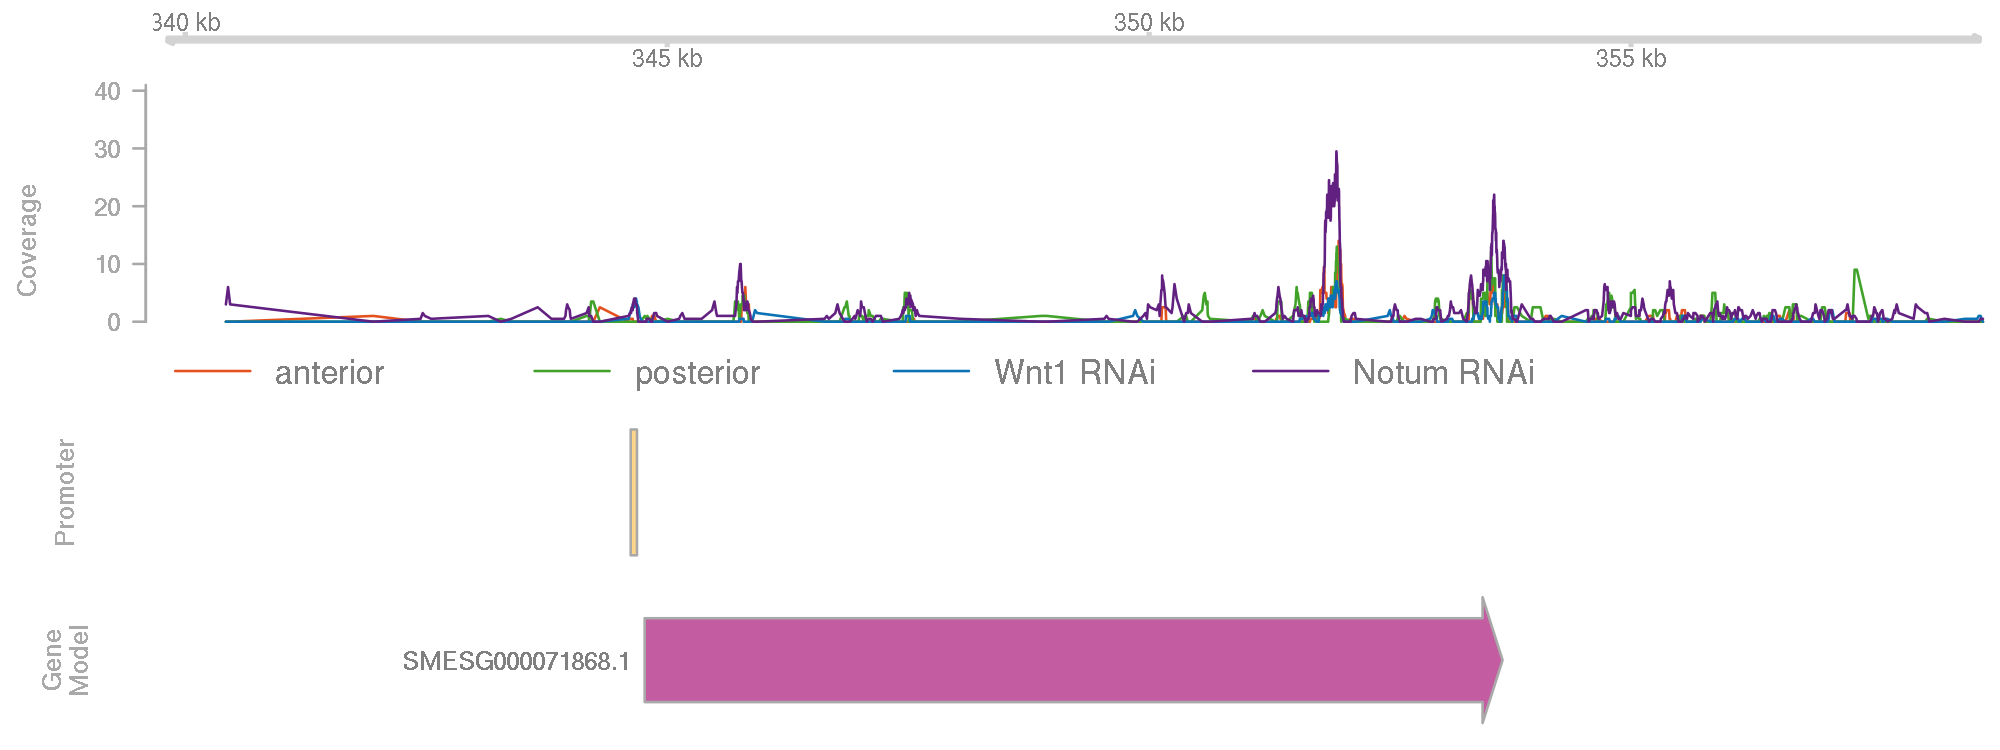 340 kb
350 kb
345 kb
355 kb
Coverage
40
30
20
10
0
anterior
posterior
Wnt1 RNAi
Notum RNAi
Promoter
Gene
Model
SMESG000071868.1